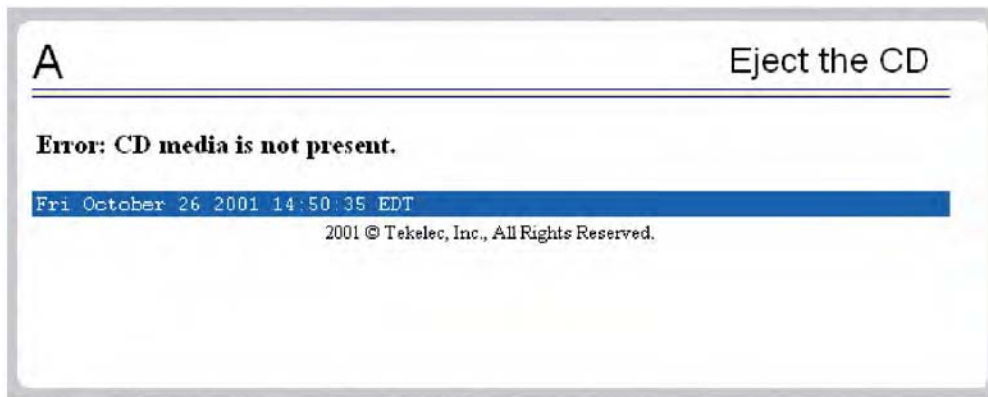 A
Eject the CD
Error: CD media is not present.
Fri October 26 2001 14:50:35 EDT
2001 © Tekelec, Inc., All Rights Reserved.